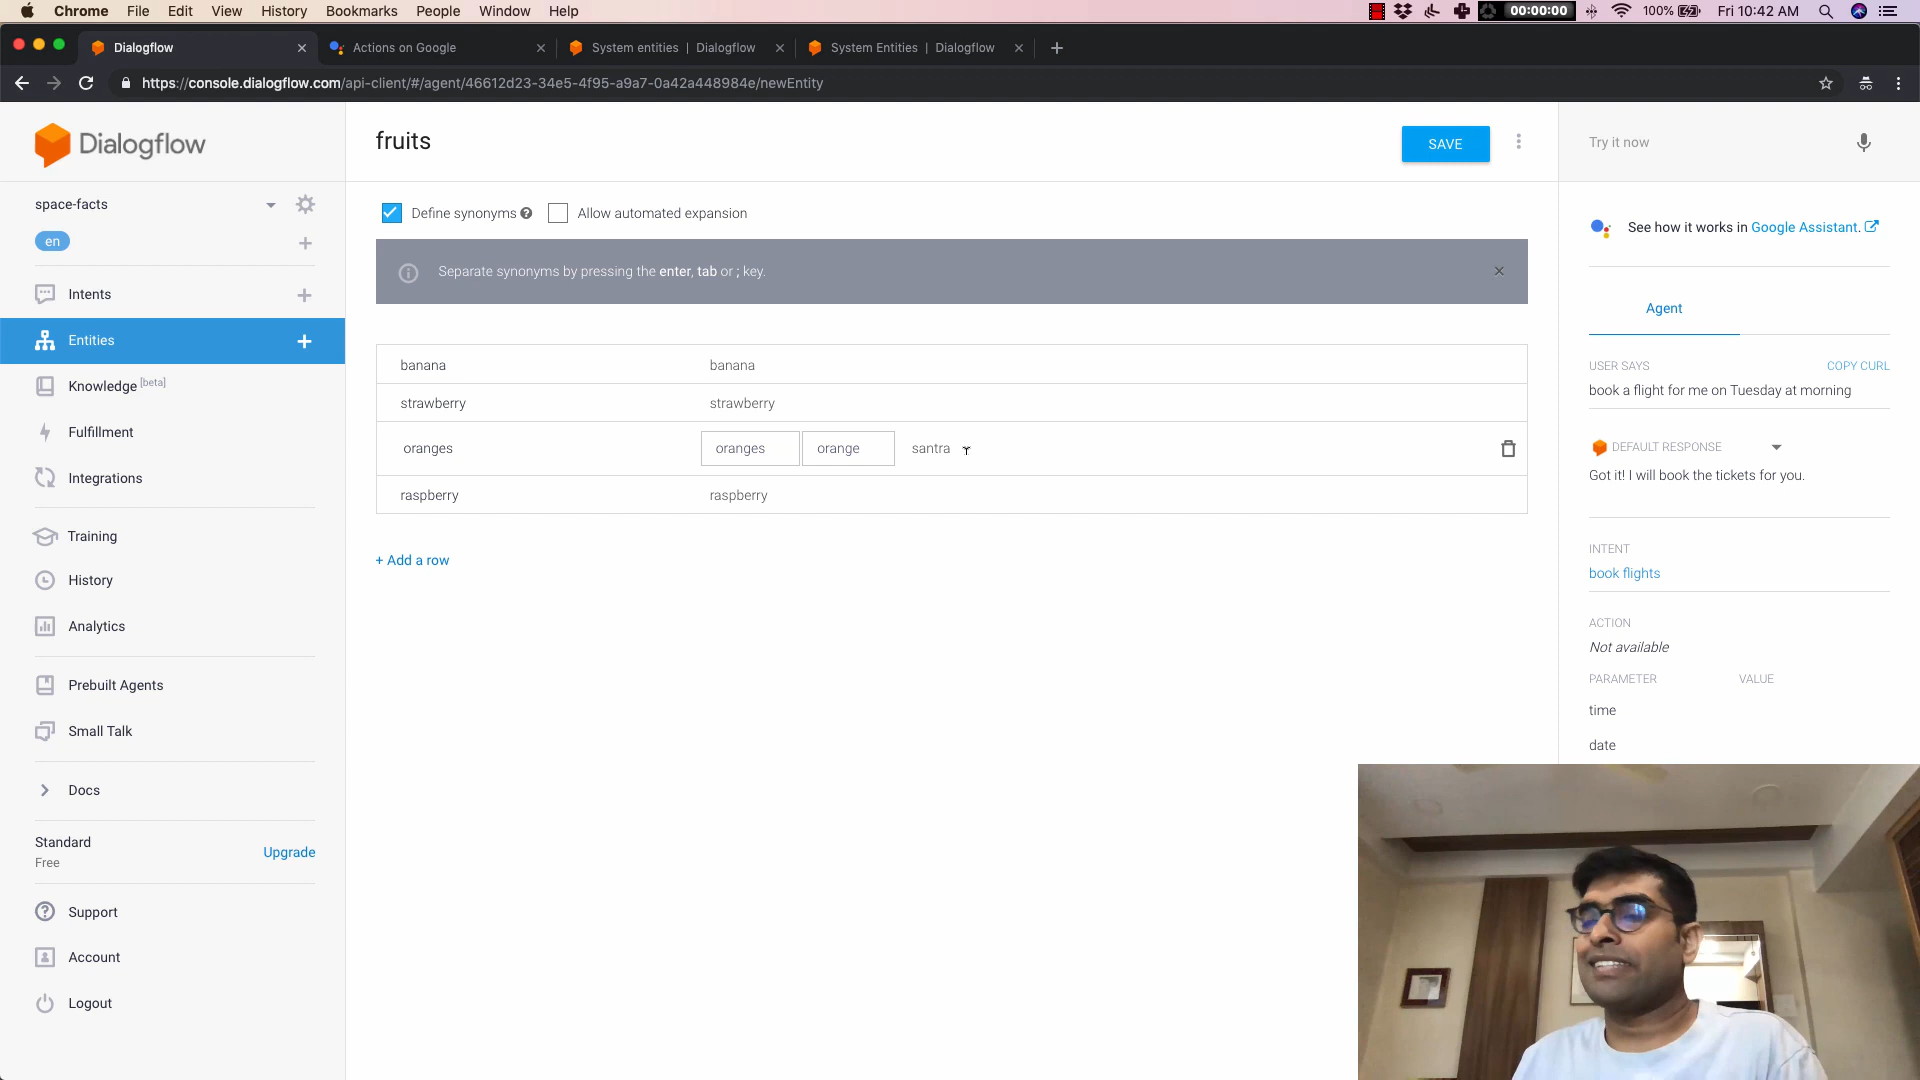 Chrome File Edit View History Bookmarks People Window Help 00:00:00 100% Fri 10:42 AM
Dialogflow Actions on Google System entities | Dialogflow System Entities | Dialogflow
https://console.dialogflow.com/api-client/#/agent/46612d23-34e5-4f95-a9a7-0a42a448984e/newEntity
Dialogflow
space-facts
en
Intents
Entities
Knowledge [beta]
Fulfillment
Integrations
Training
History
Analytics
Prebuilt Agents
Small Talk
Docs
Standard
Free
Upgrade
Support
Account
Logout
fruits
SAVE
Define synonyms Allow automated expansion
Separate synonyms by pressing the enter, tab or ; key.
banana banana
strawberry strawberry
oranges oranges orange santra
raspberry raspberry
+ Add a row
Try it now
See how it works in Google Assistant.
Agent
USER SAYS COPY CURL
book a flight for me on Tuesday at morning
DEFAULT RESPONSE
Got it! I will book the tickets for you.
INTENT
book flights
ACTION
Not available
PARAMETER VALUE
time
date